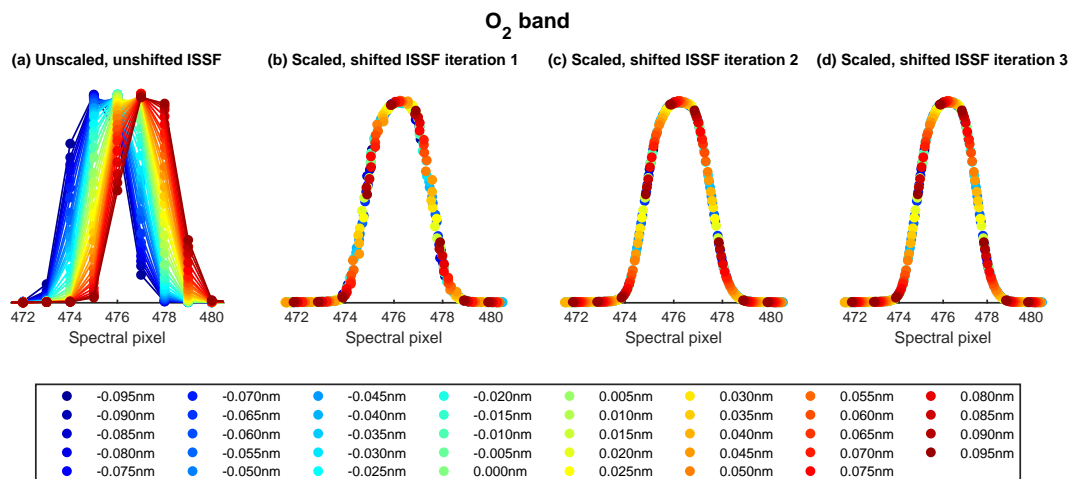 O2 band
(a) Unscaled, unshifted ISSF
(b) Scaled, shifted ISSF iteration 1
(c) Scaled, shifted ISSF iteration 2
(d) Scaled, shifted ISSF iteration 3
472 474 476 478 480
472 474 476 478 480
472 474 476 478 480
472 474 476 478 480
Spectral pixel
Spectral pixel
Spectral pixel
Spectral pixel
-0.095nm -0.070nm -0.045nm -0.020nm 0.005nm 0.030nm 0.055nm 0.080nm
-0.090nm -0.065nm -0.040nm -0.015nm 0.010nm 0.035nm 0.060nm 0.085nm
-0.085nm -0.060nm -0.035nm -0.010nm 0.015nm 0.040nm 0.065nm 0.090nm
-0.080nm -0.055nm -0.030nm -0.005nm 0.020nm 0.045nm 0.070nm 0.095nm
-0.075nm -0.050nm -0.025nm 0.000nm 0.025nm 0.050nm 0.075nm